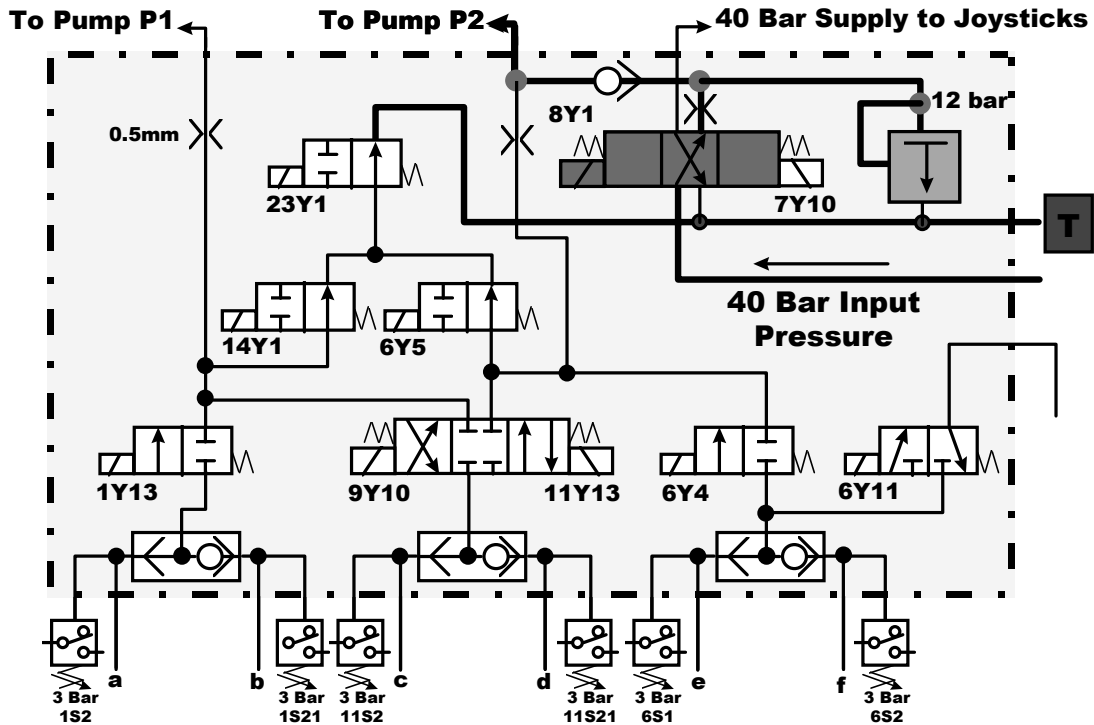 To Pump P1
To Pump P2
40 Bar Supply to Joysticks
0.5mm
8Y1
12 bar
23Y1
7Y10
T
14Y1
6Y5
40 Bar Input
Pressure
1Y13
9Y10
11Y13
6Y4
6Y11
a
b
c
d
e
f
3 Bar
1S2
3 Bar
1S21
3 Bar
11S2
3 Bar
11S21
3 Bar
6S1
3 Bar
6S2